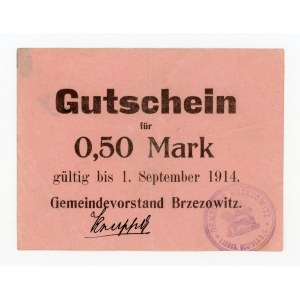 Gutschein
für
0,50 Mark
gültig bis 1. September 1914.
Gemeindevorstand Brzezowitz.